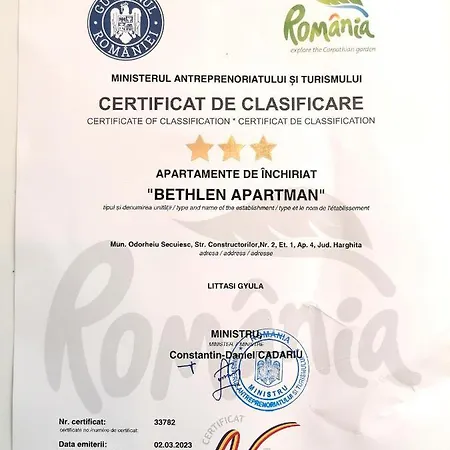 GUVERNUL ROMÂNIEI
România
explore the Carpathian garden
MINISTERUL ANTREPRENORIATULUI ȘI TURISMULUI
CERTIFICAT DE CLASIFICARE
CERTIFICATE OF CLASSIFICATION * CERTIFICAT DE CLASSIFICATION
APARTAMENTE DE ÎNCHIRIAT
"BETHLEN APARTMAN"
tipul și denumirea unității / type and name of the establishment / type et le nom de l'établissement
Mun. Odorheiu Secuiesc, Str. Constructorilor,Nr. 2, Et. 1, Ap. 4, Jud. Harghita
adresa / address / adresse
LITTASI GYULA
România
MINISTRU
MINISTER / MINISTRE
Constantin-Daniel CADARIU
ROMÂNIA
MINISTRU
ANTREPRENORIATULUI ȘI TURISMULUI
Nr. certificat: 33782
certificate no./numéro de certificat
Data emiterii: 02.03.2023
CERTIFICAT